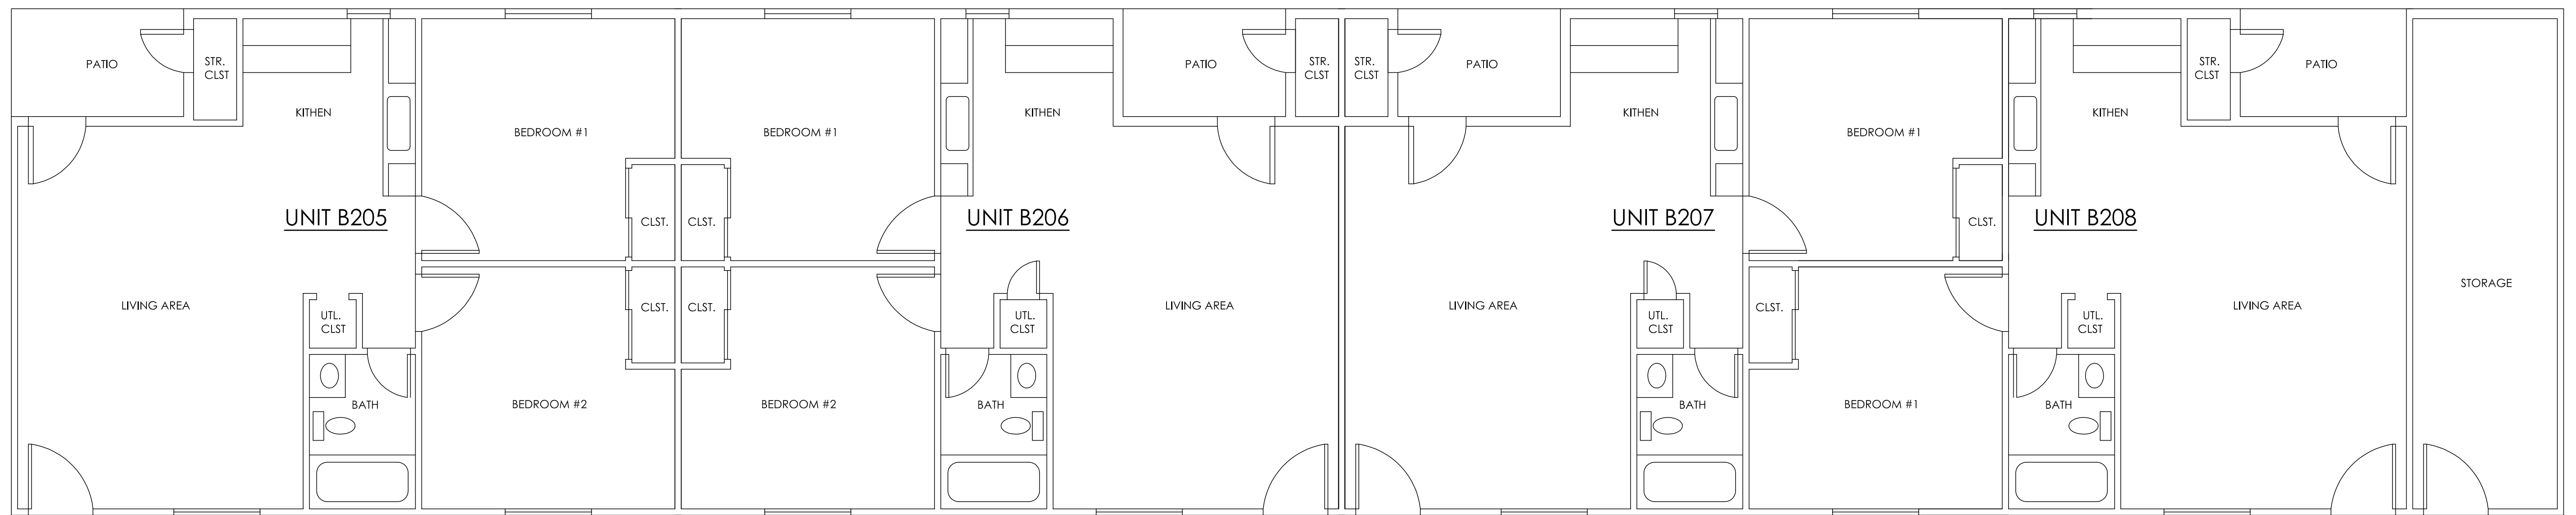 PATIO
STR.
CLST
KITHEN
BEDROOM #1
UNIT B205
CLST.
LIVING AREA
UTL.
CLST
CLST.
BATH
BEDROOM #2
BEDROOM #1
KITHEN
PATIO
STR.
CLST
CLST.
UNIT B206
CLST.
UTL.
CLST
LIVING AREA
BEDROOM #2
BATH
STR.
CLST
PATIO
KITHEN
BEDROOM #1
UNIT B207
CLST.
LIVING AREA
UTL.
CLST
CLST.
BATH
BEDROOM #1
KITHEN
STR.
CLST
PATIO
UNIT B208
UTL.
CLST
LIVING AREA
BATH
STORAGE